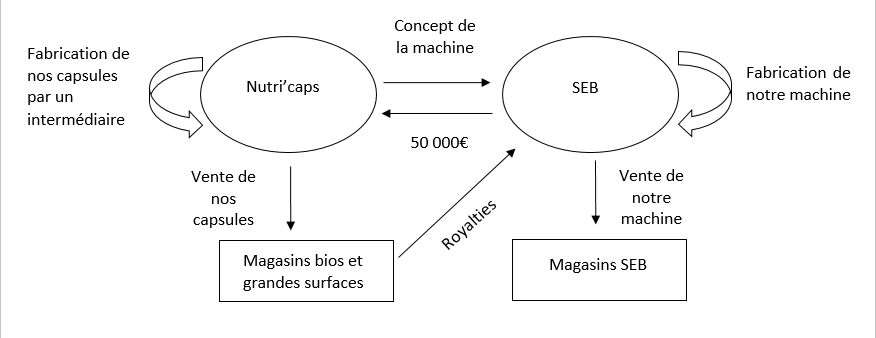 Concept de
la machine
Fabrication de
nos capsules
par un
intermédiaire
Nutri’caps
SEB
Fabrication de
notre machine
50 000€
Vente de
nos
capsules
Royalties
Vente de
notre
machine
Magasins bios et
grandes surfaces
Magasins SEB